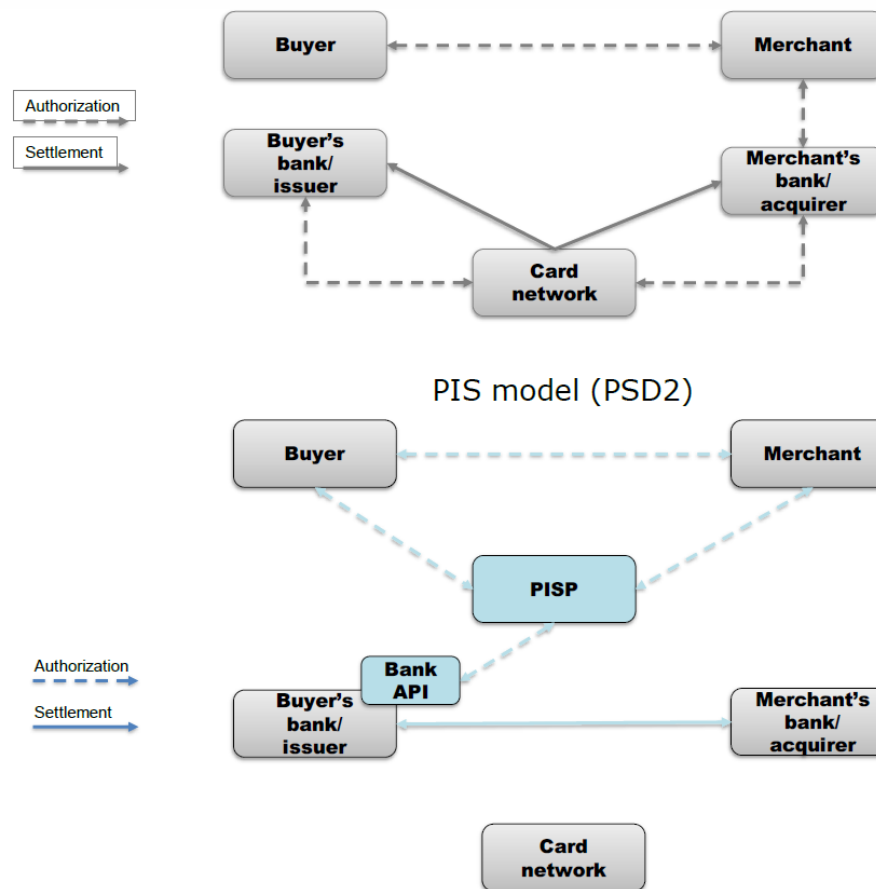 Buyer
Merchant
Authorization
Settlement
Buyer's
bank/
issuer
Merchant's
bank/
acquirer
Card
network
PIS model (PSD2)
Buyer
Merchant
PISP
Authorization
Settlement
Bank
API
Buyer's
bank/
issuer
Merchant's
bank/
acquirer
Card
network